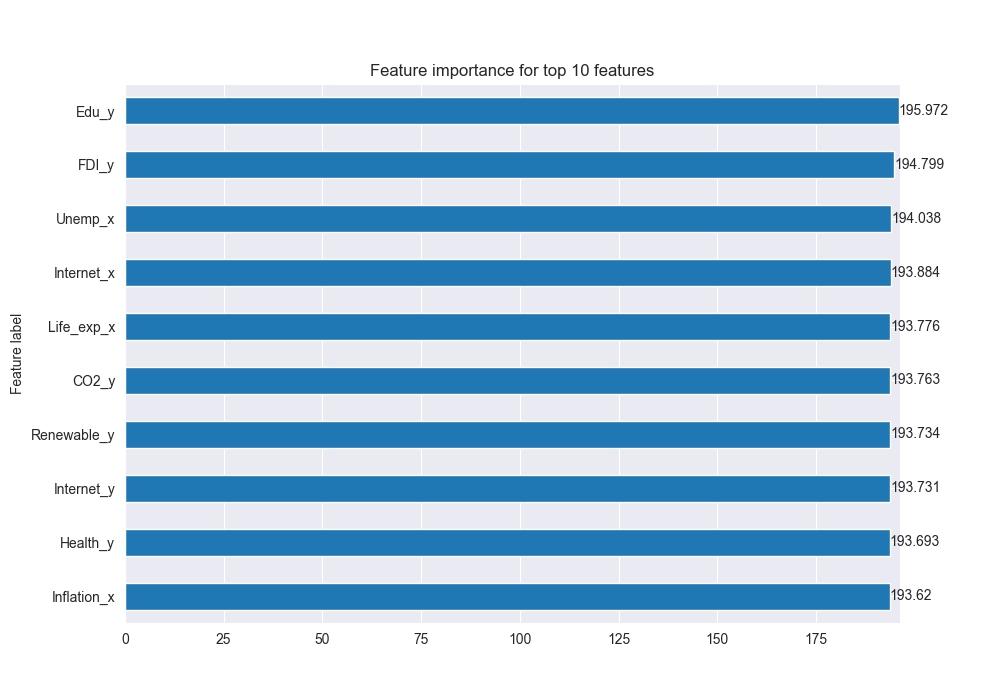 Feature importance for top 10 features
Edu_y 195.972
FDI_y 194.799
Unemp_x 194.038
Internet_x 193.884
Life_exp_x 193.776
CO2_y 193.763
Renewable_y 193.734
Internet_y 193.731
Health_y 193.693
Inflation_x 193.62
Feature label
0 25 50 75 100 125 150 175